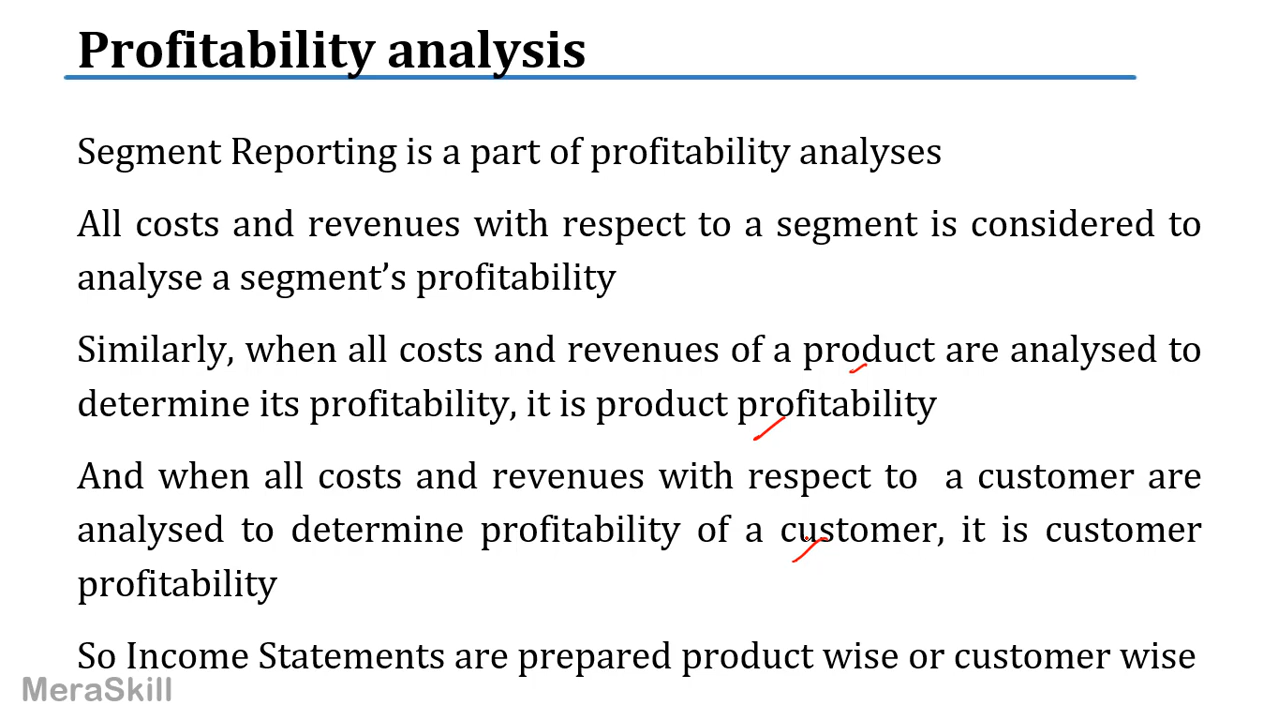 Profitability analysis
Segment Reporting is a part of profitability analyses
All costs and revenues with respect to a segment is considered to
analyse a segment’s profitability
Similarly, when all costs and revenues of a product are analysed to
determine its profitability, it is product profitability
And when all costs and revenues with respect to  a customer are
analysed to determine profitability of a customer, it is customer
profitability
So Income Statements are prepared product wise or customer wise
MeraSkill